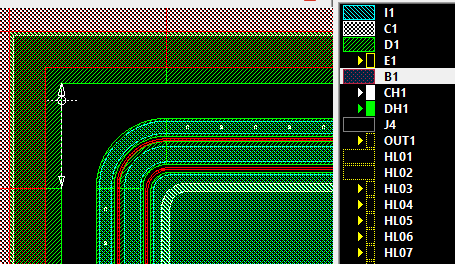 I1
C1
D1
E1
B1
CH1
DH1
J4
OUT1
HL01
HL02
HL03
HL04
HL05
HL06
HL07